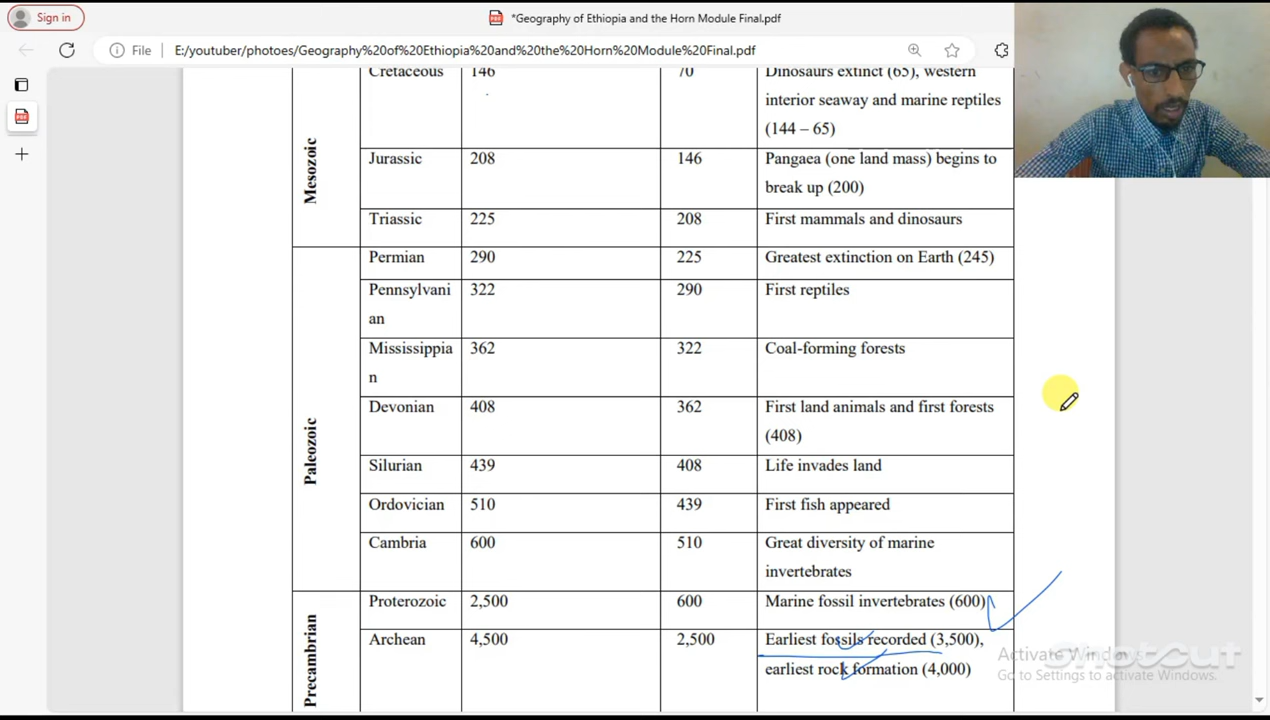 Sign in
*Geography of Ethiopia and the Horn Module Final.pdf
File E:/youtuber/photoes/Geography%20of%20Ethiopia%20and%20the%20Horn%20Module%20Final.pdf
Mesozoic
Cretaceous 146 70 Dinosaurs extinct (65), western
interior seaway and marine reptiles
(144 – 65)
Jurassic 208 146 Pangaea (one land mass) begins to
break up (200)
Triassic 225 208 First mammals and dinosaurs
Paleozoic
Permian 290 225 Greatest extinction on Earth (245)
Pennsylvani 322 290 First reptiles
an
Mississippia 362 322 Coal-forming forests
n
Devonian 408 362 First land animals and first forests
(408)
Silurian 439 408 Life invades land
Ordovician 510 439 First fish appeared
Cambria 600 510 Great diversity of marine
invertebrates
Precambrian
Proterozoic 2,500 600 Marine fossil invertebrates (600)
Archean 4,500 2,500 Earliest fossils recorded (3,500),
earliest rock formation (4,000)
Activate Windows
Go to Settings to activate Windows.